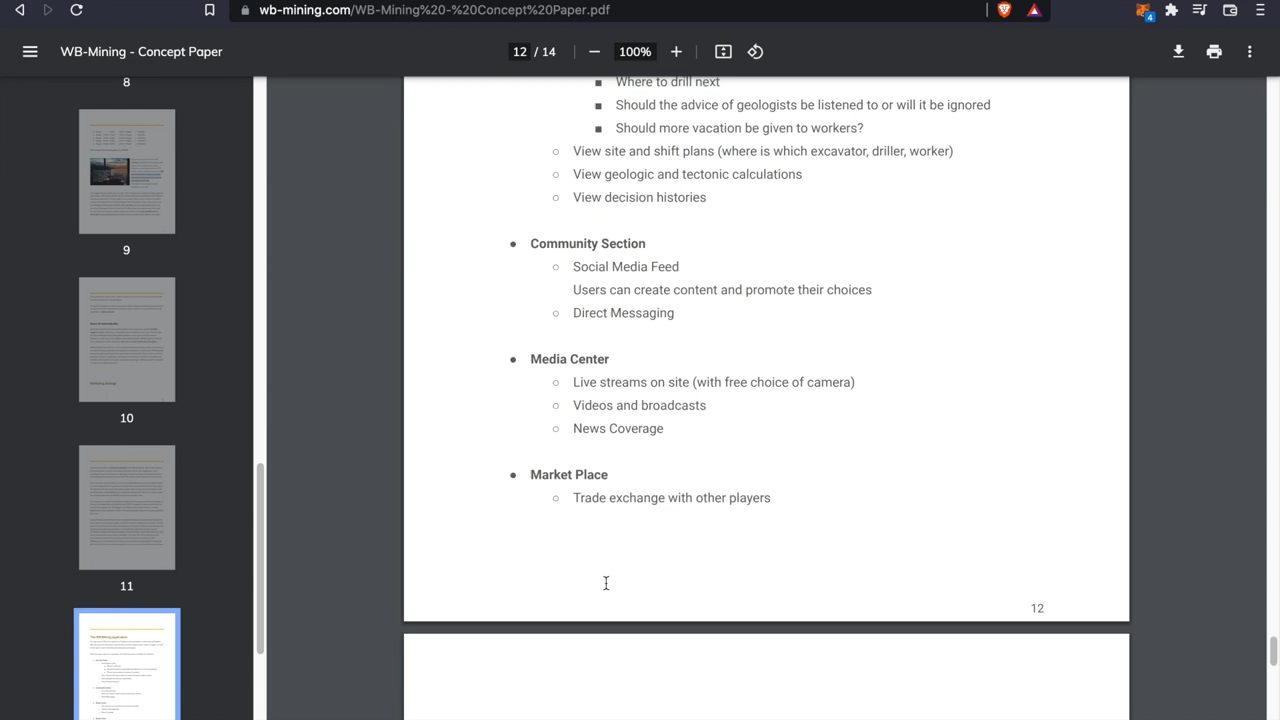 wb-mining.com/WB-Mining%20-%20Concept%20Paper.pdf
4
WB-Mining - Concept Paper
12 / 14
100%
8
9
10
11
■ Where to drill next
■ Should the advice of geologists be listened to or will it be ignored
■ Should more vacation be given to workers?
○ View site and shift plans (where is which excavator, driller, worker)
○ View geologic and tectonic calculations
○ View decision histories
● Community Section
○ Social Media Feed
Users can create content and promote their choices
○ Direct Messaging
● Media Center
○ Live streams on site (with free choice of camera)
○ Videos and broadcasts
○ News Coverage
● Market Place
○ Trade exchange with other players
12